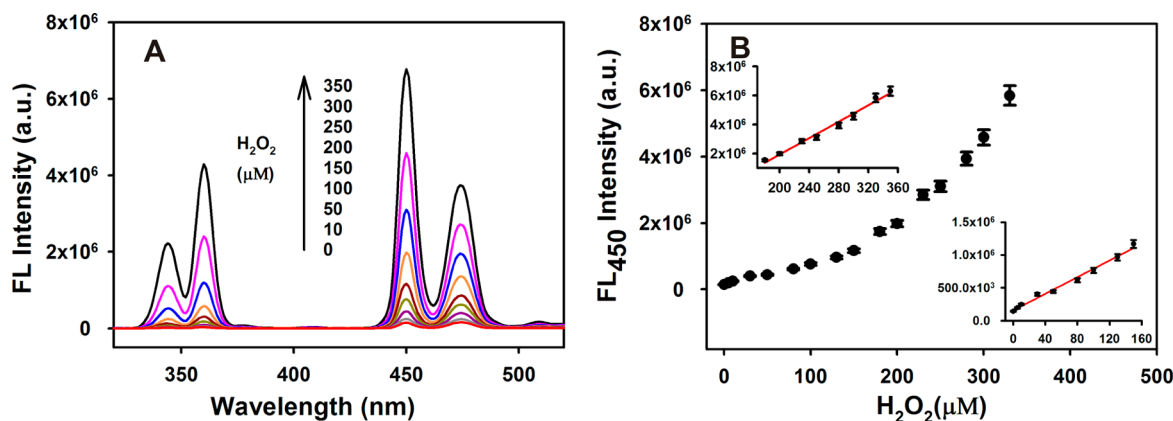 A
FL Intensity (a.u.)
8x10⁶
6x10⁶
4x10⁶
2x10⁶
0
350
400
450
500
Wavelength (nm)
H₂O₂
(μM)
350
300
250
200
150
100
50
10
0
B
FL₄₅₀ Intensity (a.u.)
8x10⁶
6x10⁶
4x10⁶
2x10⁶
0
0
100
200
300
400
500
H₂O₂(μM)
8x10⁶
6x10⁶
4x10⁶
2x10⁶
200
240
280
320
360
1.5x10⁶
1.0x10⁶
500.0x10³
0.0
0
40
80
120
160